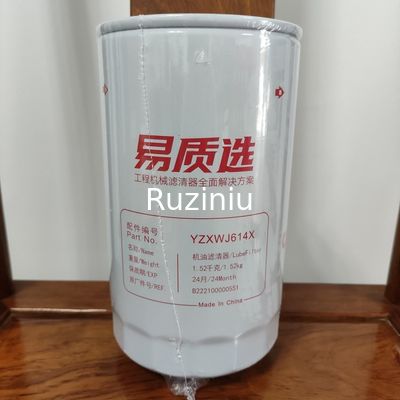 易质选
工程机械滤清器全面解决方案
Ruziniu
配件编号
Part No. YZXWJ614X
名称/Name 机油滤清器/LubeFilter
重量/Weight 1.52千克/1.52kg
保质期/EXP 24月/24Month
原厂件号/REF. B222100000551
Made In China